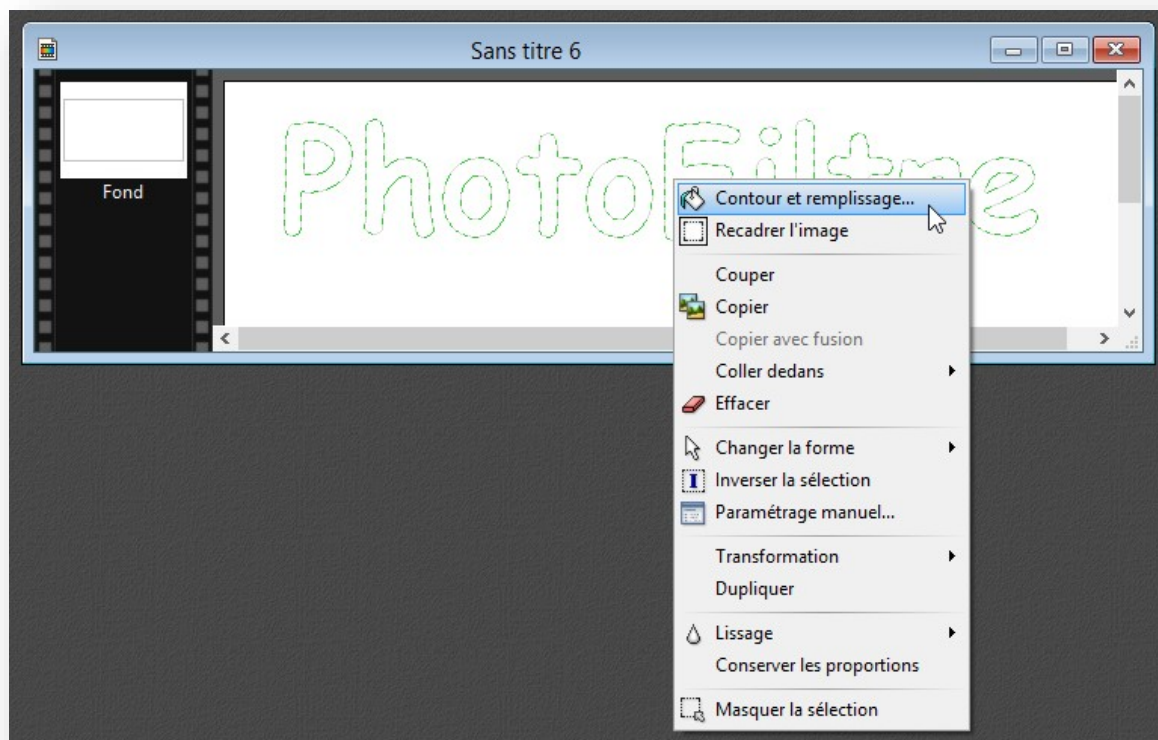 Sans titre 6
Fond
PhotoFiltre
Contour et remplissage...
Recadrer l'image
Couper
Copier
Copier avec fusion
Coller dedans
Effacer
Changer la forme
Inverser la sélection
Paramétrage manuel...
Transformation
Dupliquer
Lissage
Conserver les proportions
Masquer la sélection